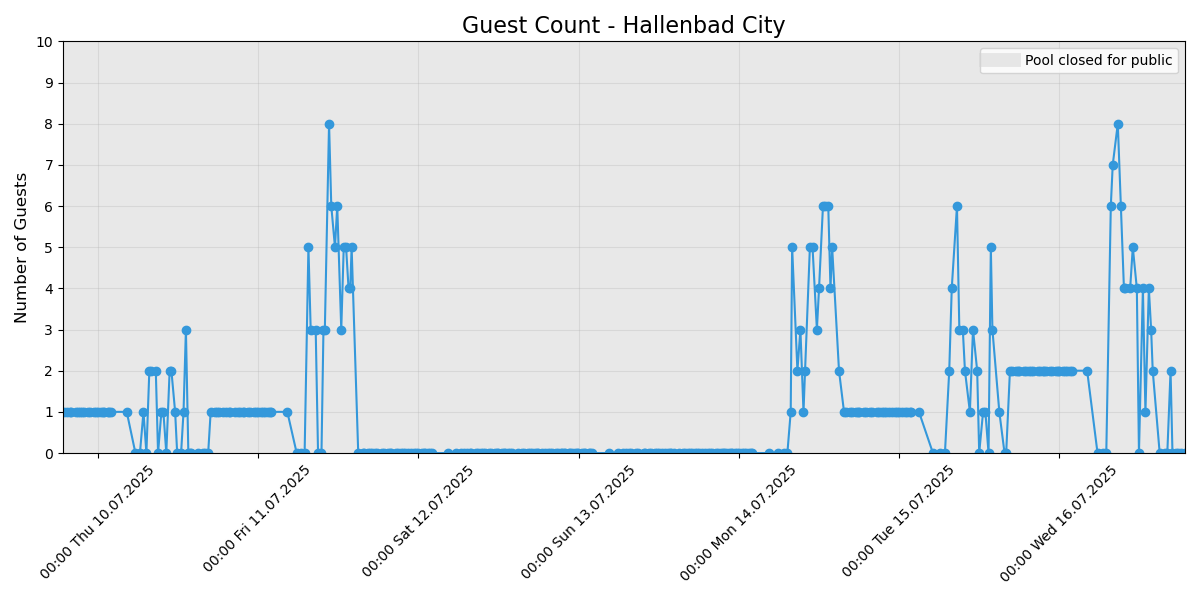 Guest Count - Hallenbad City
Pool closed for public
Number of Guests
10
9
8
7
6
5
4
3
2
1
0
00:00 Thu 10.07.2025
00:00 Fri 11.07.2025
00:00 Sat 12.07.2025
00:00 Sun 13.07.2025
00:00 Mon 14.07.2025
00:00 Tue 15.07.2025
00:00 Wed 16.07.2025